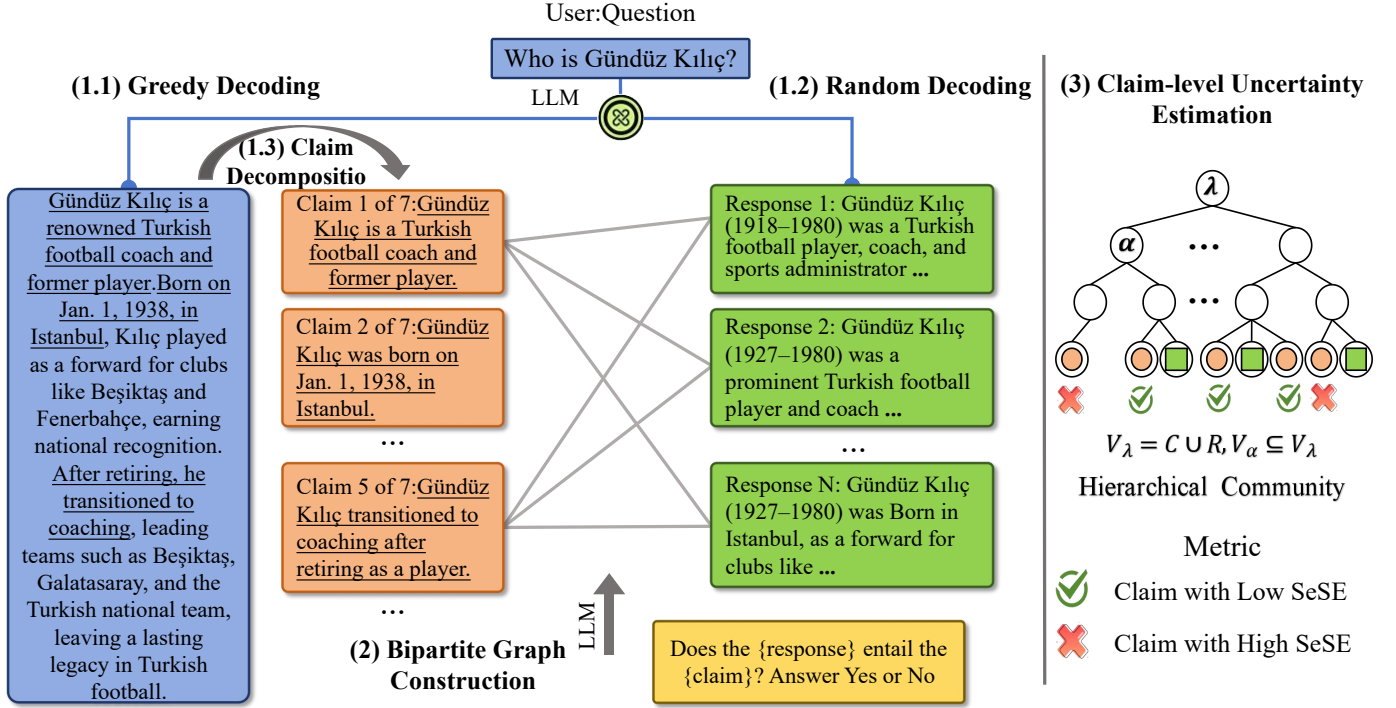 User:Question
Who is Gündüz Kılıç?
(1.1) Greedy Decoding
LLM
(1.2) Random Decoding
(1.3) Claim
Decompositio
Gündüz Kılıç is a
renowned Turkish
football coach and
former player.Born on
Jan. 1, 1938, in
Istanbul, Kılıç played
as a forward for clubs
like Beşiktaş and
Fenerbahçe, earning
national recognition.
After retiring, he
transitioned to
coaching, leading
teams such as Beşiktaş,
Galatasaray, and the
Turkish national team,
leaving a lasting
legacy in Turkish
football.
Claim 1 of 7:Gündüz
Kılıç is a Turkish
football coach and
former player.
Claim 2 of 7:Gündüz
Kılıç was born on
Jan. 1, 1938, in
Istanbul.
...
Claim 5 of 7:Gündüz
Kılıç transitioned to
coaching after
retiring as a player.
...
Response 1: Gündüz Kılıç
(1918–1980) was a Turkish
football player, coach, and
sports administrator ...
Response 2: Gündüz Kılıç
(1927–1980) was a
prominent Turkish football
player and coach ...
...
Response N: Gündüz Kılıç
(1927–1980) was Born in
Istanbul, as a forward for
clubs like ...
(2) Bipartite Graph
Construction
LLM
Does the {response} entail the
{claim}? Answer Yes or No
(3) Claim-level Uncertainty
Estimation
λ
α
...
...
V_λ = C ∪ R, V_α ⊆ V_λ
Hierarchical Community
Metric
Claim with Low SeSE
Claim with High SeSE